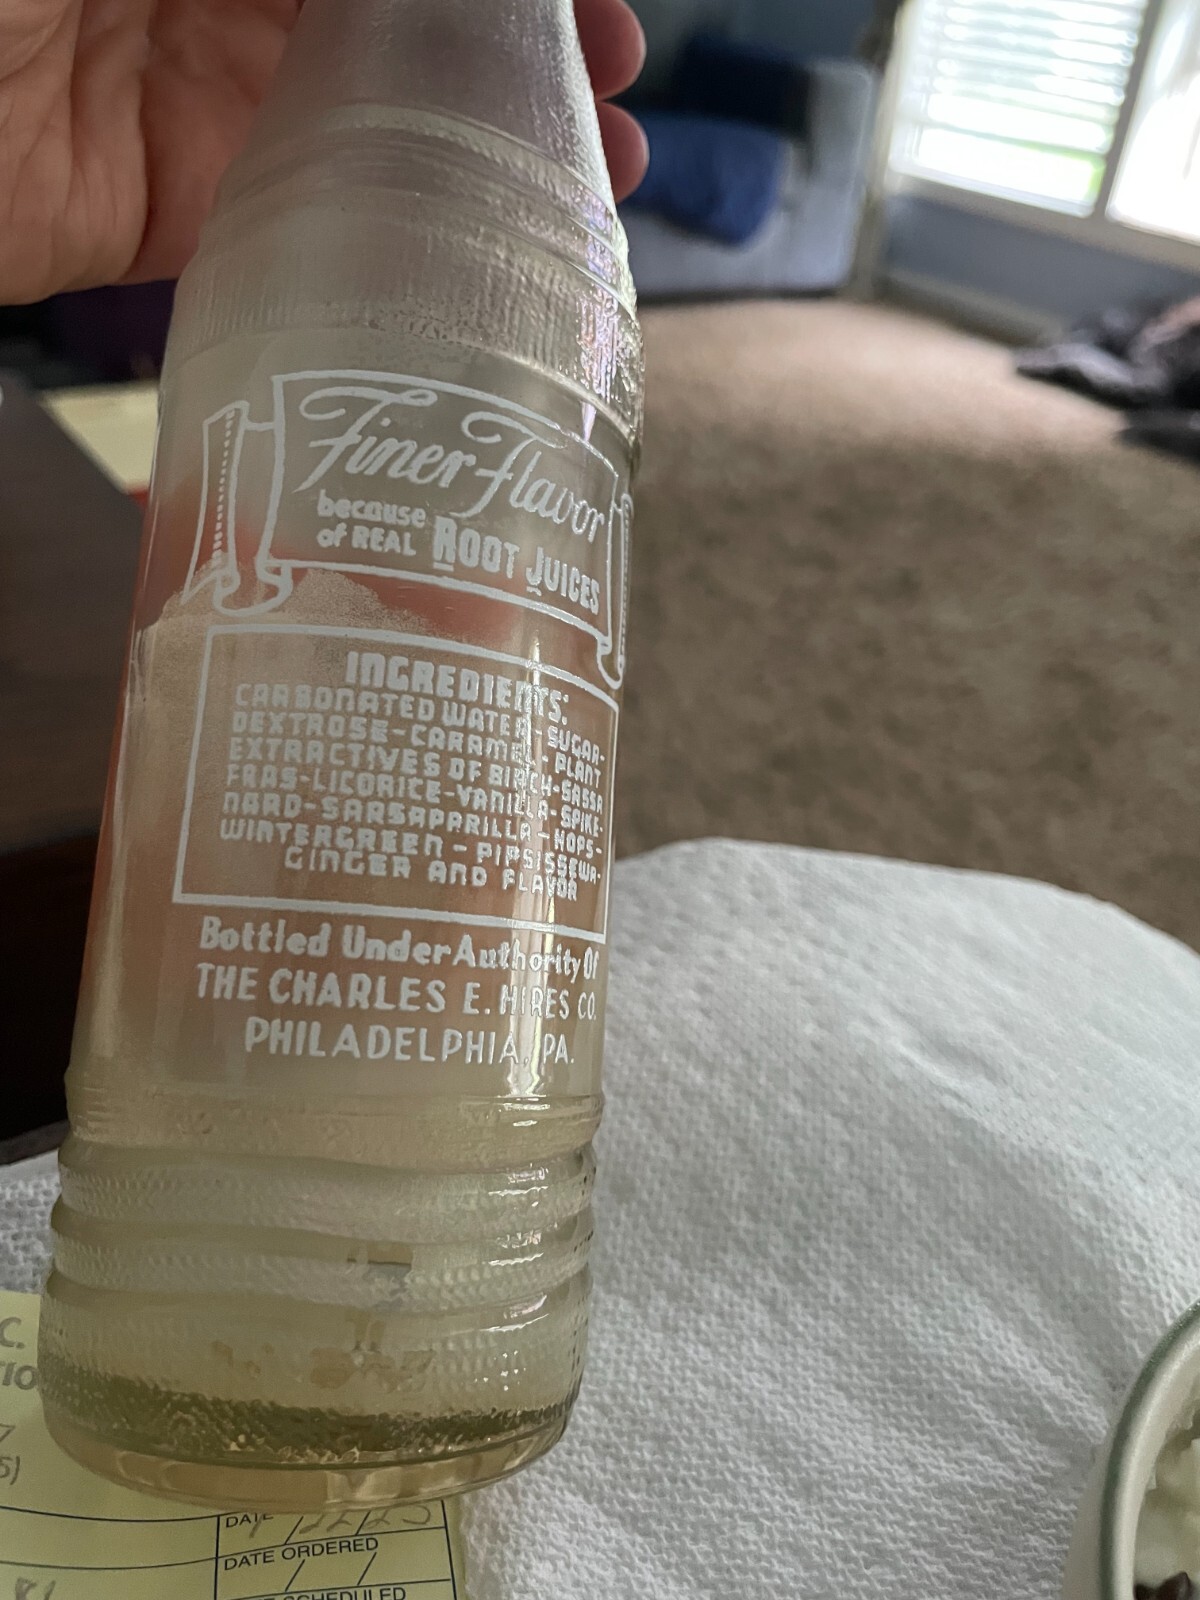 Finer Flavor
because
of REAL ROOT JUICES
INGREDIENTS:
CARBONATED WATER-SUGAR-
DEXTROSE-CARAMEL-PLANT
EXTRACTIVES OF BIRCH-SASSA
FRAS-LICORICE-VANILLA-SPIKE-
NARD-SARSAPARILLA-HOPS-
WINTERGREEN-PIPSISSEWA-
GINGER AND FLAVOR
Bottled Under Authority Of
THE CHARLES E. HIRES CO.
PHILADELPHIA, PA.
C.
DATE
DATE ORDERED
/ /
SCHEDULED